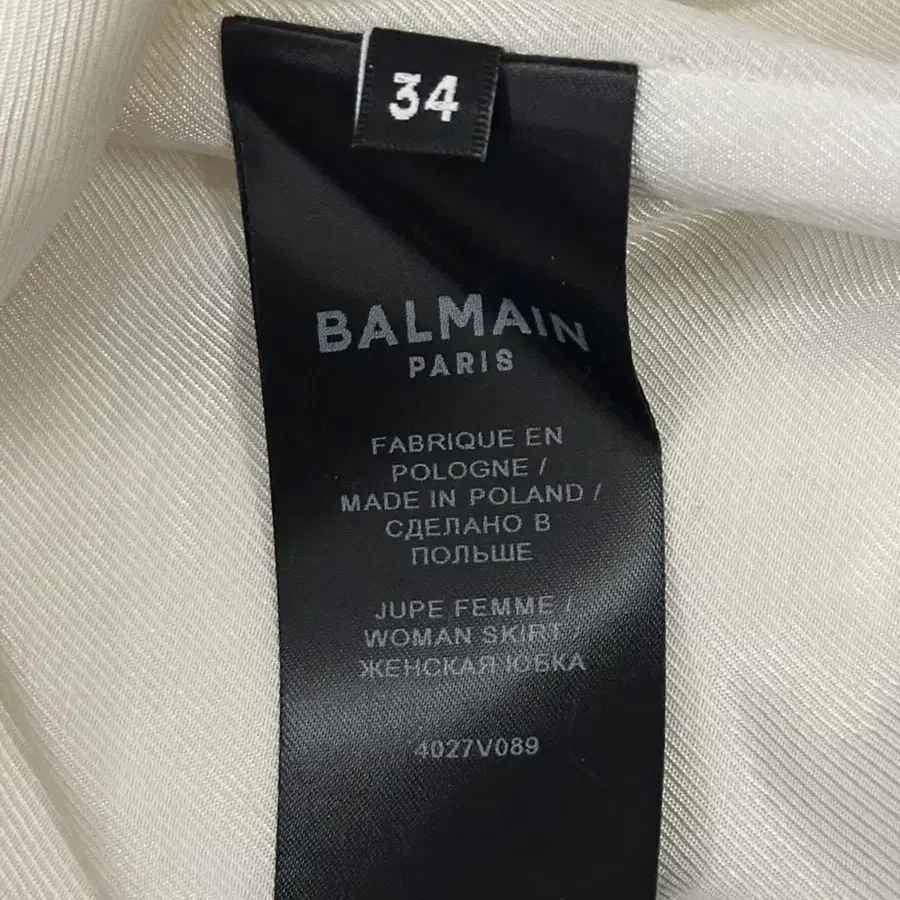 34
BALMAIN
PARIS
FABRIQUE EN
POLOGNE /
MADE IN POLAND /
СДЕЛАНО В
ПОЛЬШЕ
JUPE FEMME /
WOMAN SKIRT /
ЖЕНСКАЯ ЮБКА
4027V089